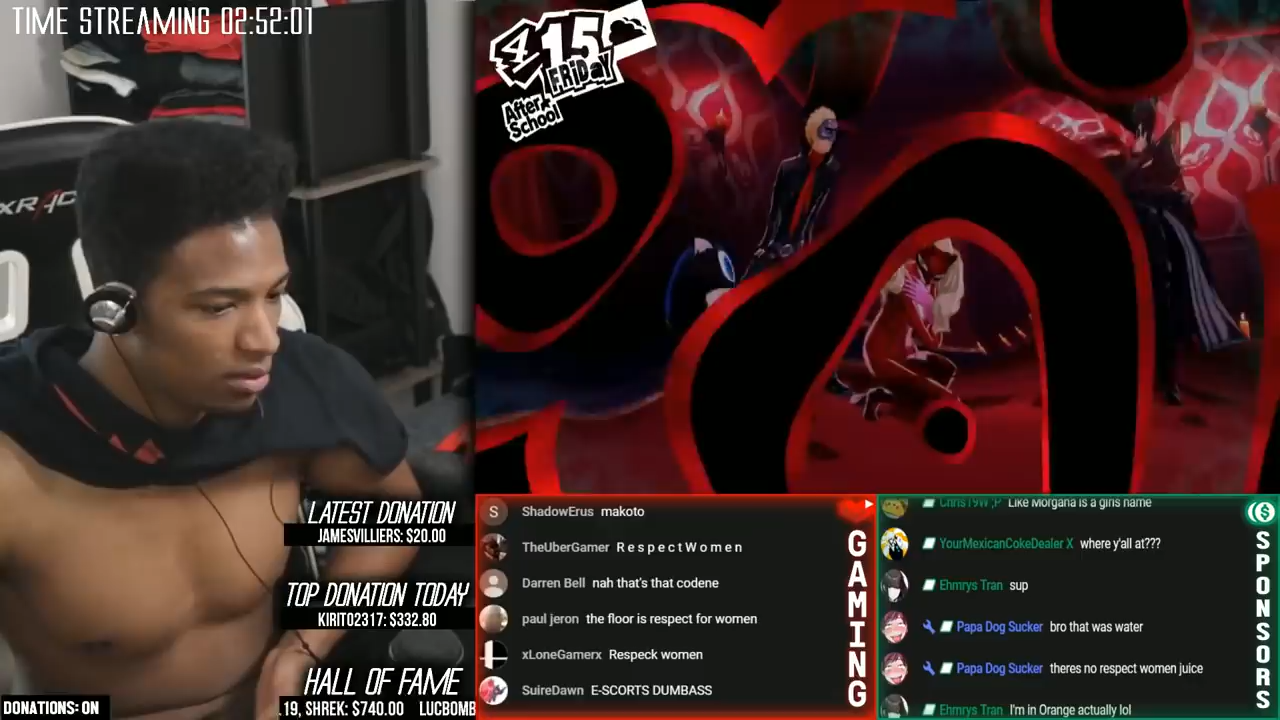 TIME STREAMING 02:52:01
4 15
FRIDAY
After
School
LATEST DONATION
JAMESVILLIERS: $20.00
TOP DONATION TODAY
KIRITO2317: $332.80
HALL OF FAME
19, SHREK: $740.00 LUCBOMB
DONATIONS: ON
S ShadowErus makoto
TheUberGamer R e s p e c t W o m e n
Darren Bell nah that's that codene
paul jeron the floor is respect for women
xLoneGamerx Respeck women
SuireDawn E-SCORTS DUMBASS
GAMING
Chris19W ;P Like Morgana is a girls name
YourMexicanCokeDealer X where y'all at???
Ehmrys Tran sup
Papa Dog Sucker bro that was water
Papa Dog Sucker theres no respect women juice
Ehmrys Tran I'm in Orange actually lol
SPONSORS